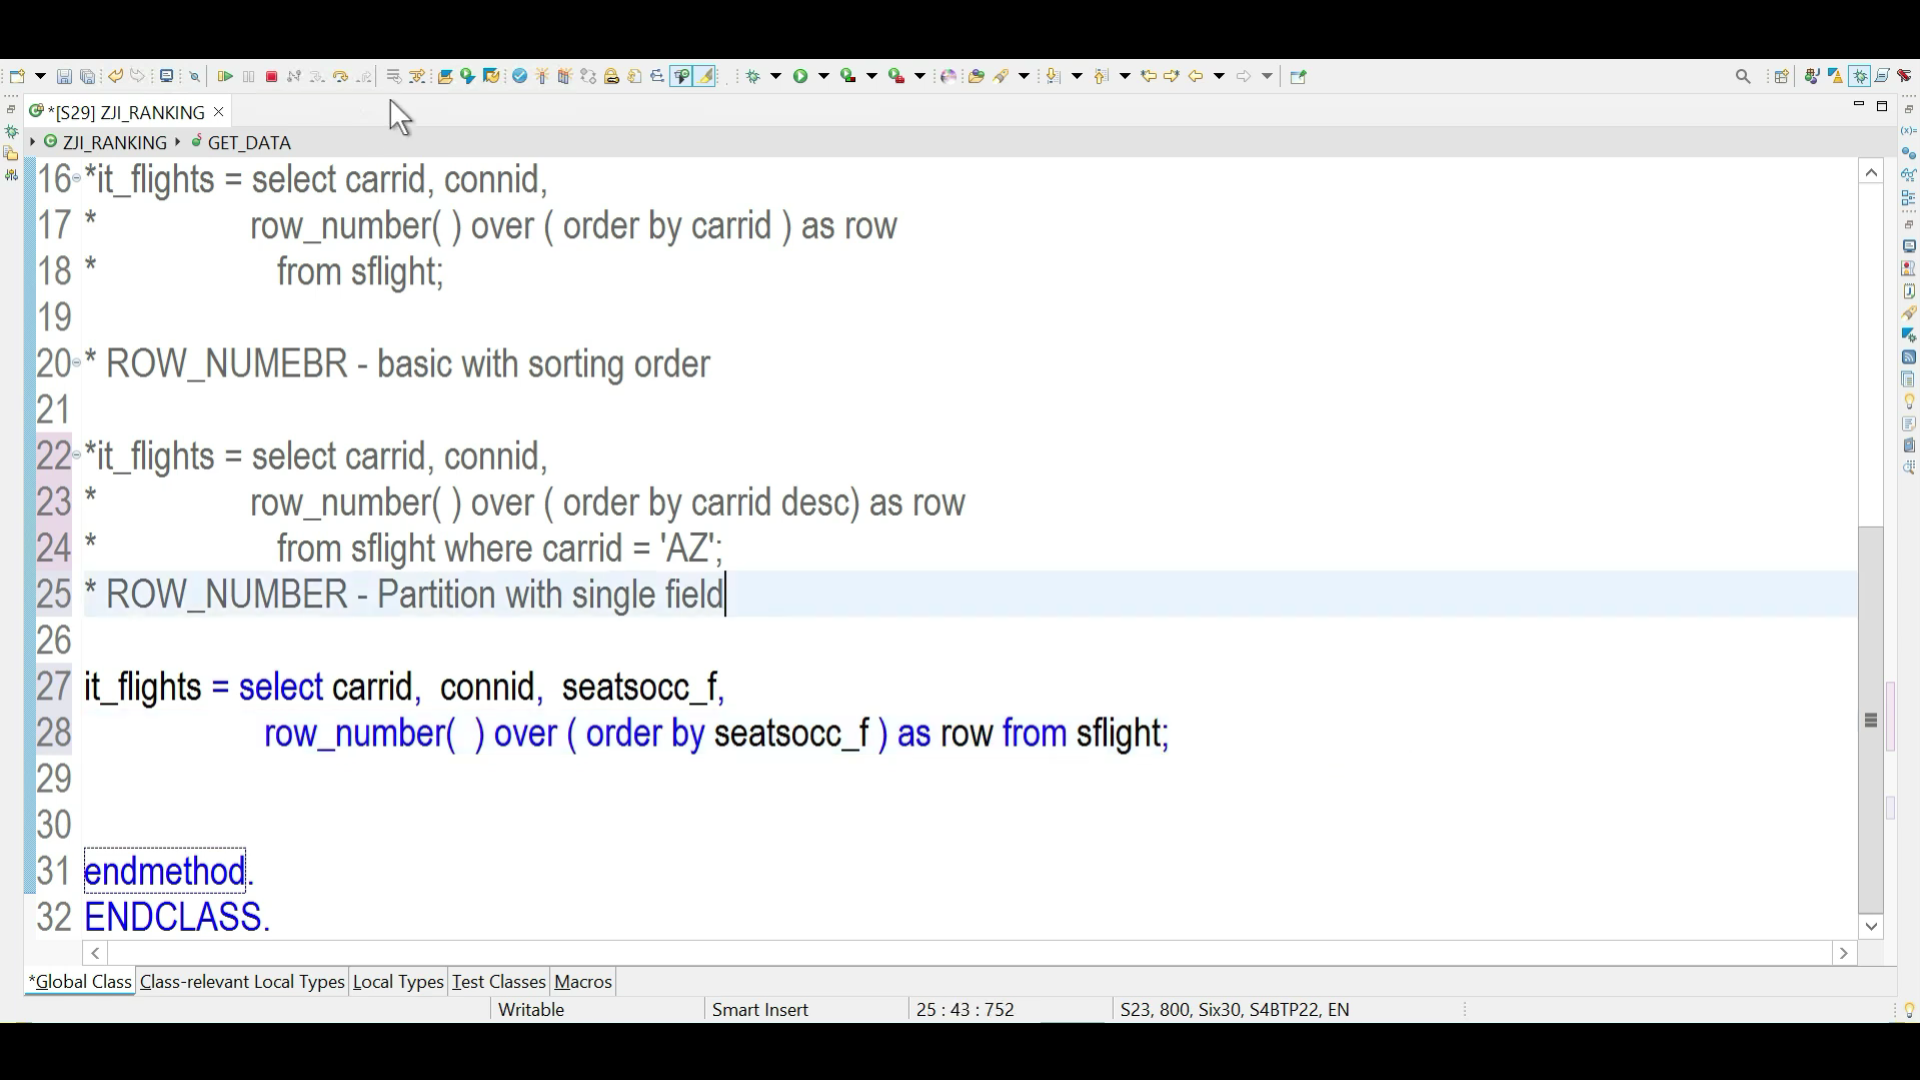 *[S29] ZJI_RANKING
ZJI_RANKING GET_DATA
16 *it_flights = select carrid, connid,
17 * row_number( ) over ( order by carrid ) as row
18 * from sflight;
19
20 * ROW_NUMEBR - basic with sorting order
21
22 *it_flights = select carrid, connid,
23 * row_number( ) over ( order by carrid desc) as row
24 * from sflight where carrid = 'AZ';
25 * ROW_NUMBER - Partition with single field
26
27 it_flights = select carrid, connid, seatsocc_f,
28 row_number( ) over ( order by seatsocc_f ) as row from sflight;
29
30
31 endmethod.
32 ENDCLASS.
*Global Class Class-relevant Local Types Local Types Test Classes Macros
Writable Smart Insert 25 : 43 : 752 S23, 800, Six30, S4BTP22, EN